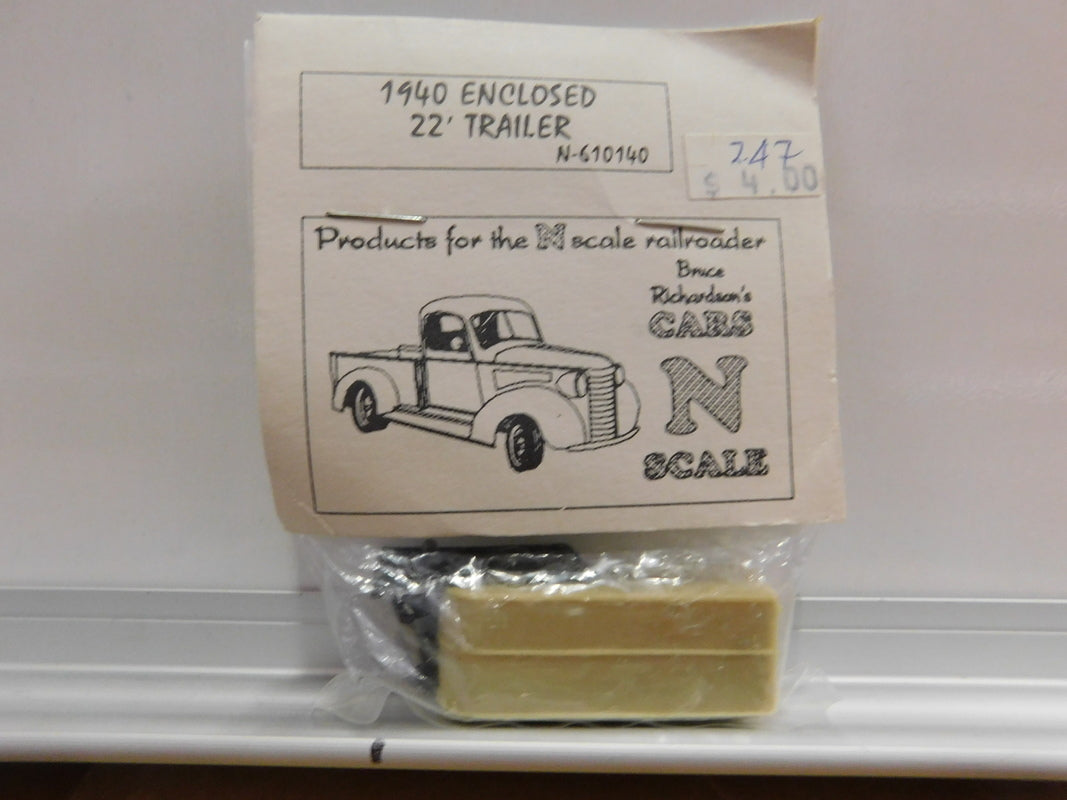 1940 ENCLOSED
22' TRAILER
N-610140
247
$ 4.00
Products for the N scale railroader
Bruce
Richardson's
CARS
N
SCALE